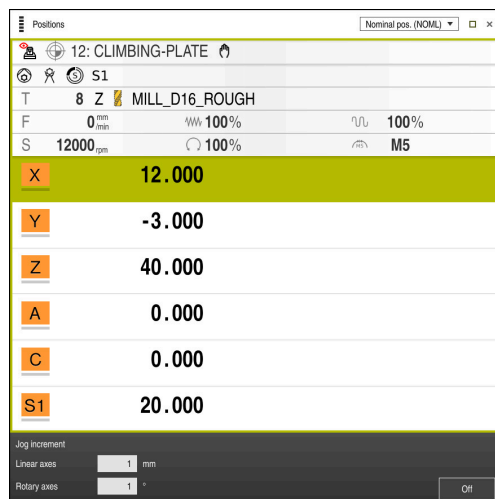 Positions Nominal pos. (NOML)
12: CLIMBING-PLATE
S S1
T 8 Z MILL_D16_ROUGH
F 0 mm/min 100% 100%
S 12000 rpm 100% M5
X 12.000
Y -3.000
Z 40.000
A 0.000
C 0.000
S1 20.000
Jog increment
Linear axes 1 mm
Rotary axes 1 ° Off